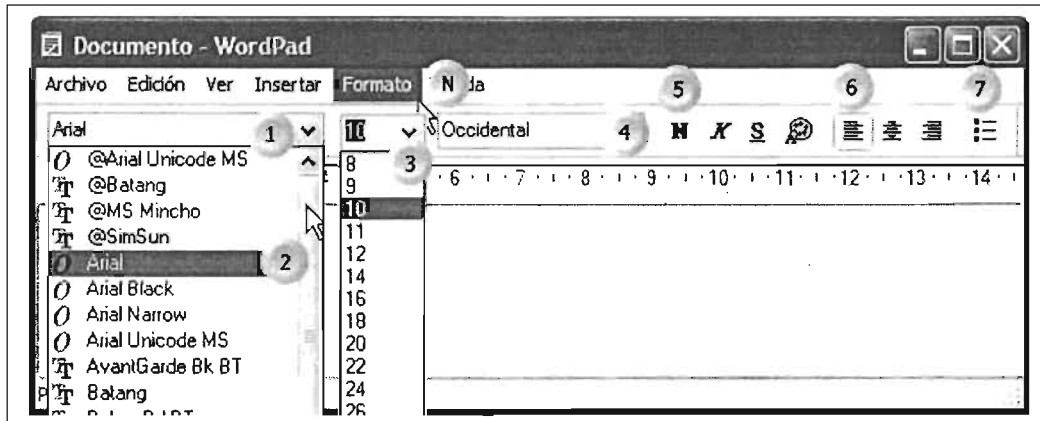 Documento - WordPad
Archivo Edición Ver Insertar Formato N da
5 6 7
Arial 1 10 Occidental 4 N K S
@Arial Unicode MS 8 3
@Batang 9 · 6 · 7 · 8 · 9 · 10 · 11 · 12 · 13 · 14 ·
@MS Mincho 10
@SimSun 11
Arial 2 12
Arial Black 14
Arial Narrow 16
Arial Unicode MS 18
AvantGarde Bk BT 20
Batang 22
24
26